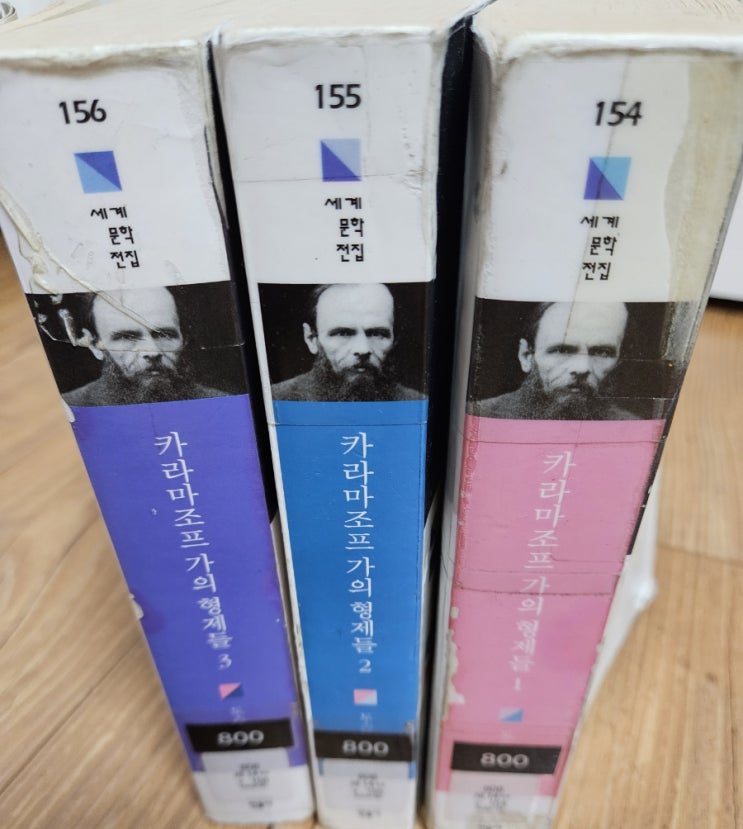 156
세계
문학
전집
카라마조프 가의 형제들 3
800
155
세계
문학
전집
카라마조프 가의 형제들 2
800
154
세계
문학
전집
카라마조프 가의 형제들 1
800